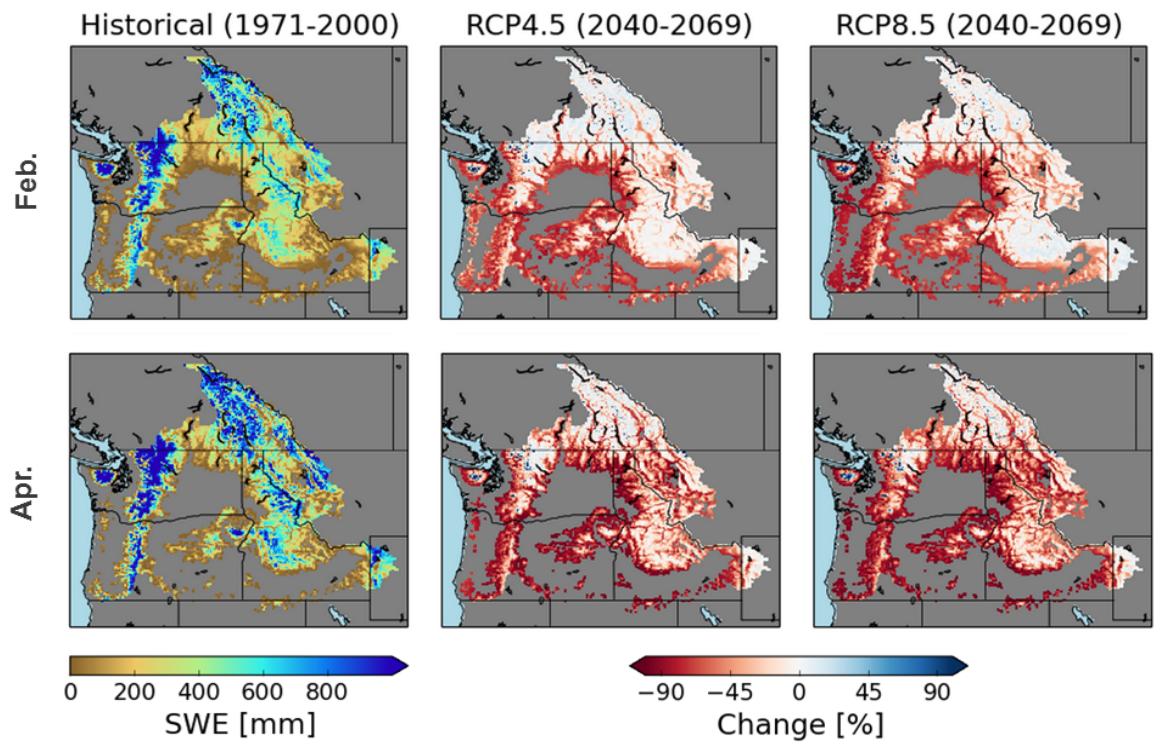 Historical (1971-2000) RCP4.5 (2040-2069) RCP8.5 (2040-2069)
Feb.
Apr.
0 200 400 600 800
SWE [mm]
−90 −45 0 45 90
Change [%]